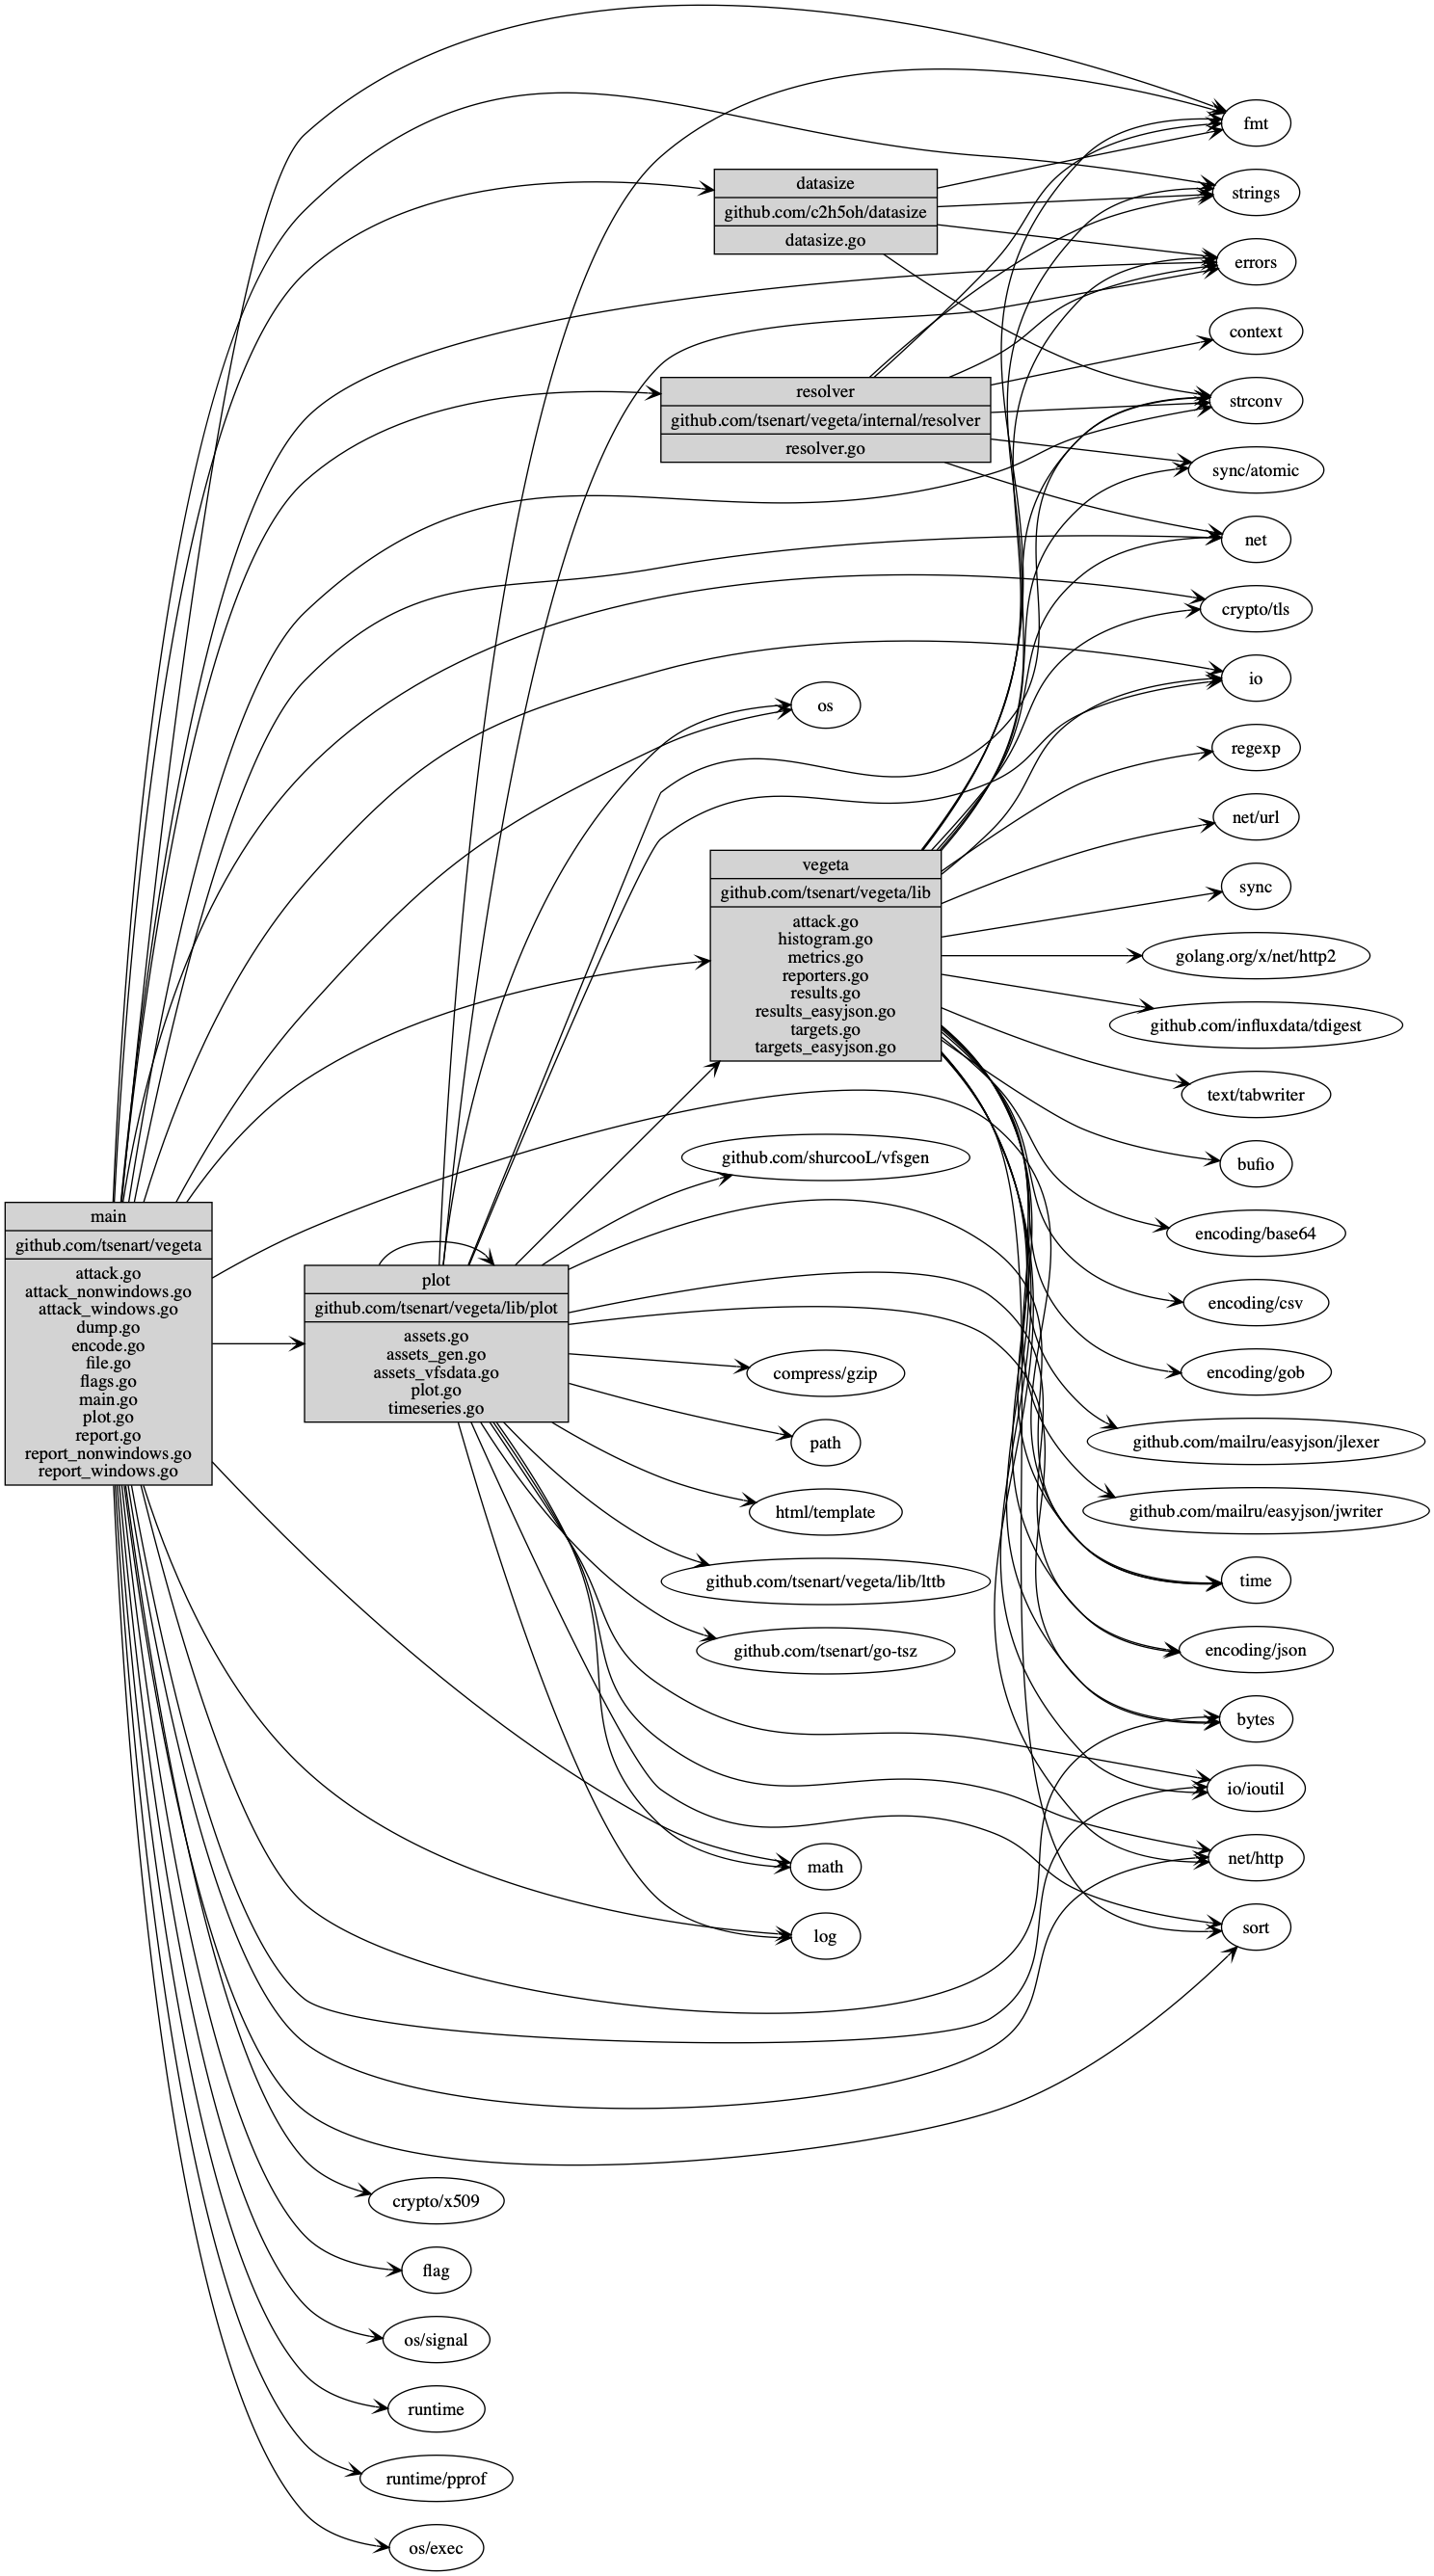 fmt
datasize
github.com/c2h5oh/datasize
datasize.go
strings
errors
context
resolver
github.com/tsenart/vegeta/internal/resolver
resolver.go
strconv
sync/atomic
net
crypto/tls
io
os
regexp
net/url
vegeta
github.com/tsenart/vegeta/lib
attack.go
histogram.go
metrics.go
reporters.go
results.go
results_easyjson.go
targets.go
targets_easyjson.go
sync
golang.org/x/net/http2
github.com/influxdata/tdigest
text/tabwriter
github.com/shurcooL/vfsgen
bufio
main
github.com/tsenart/vegeta
attack.go
attack_nonwindows.go
attack_windows.go
dump.go
encode.go
file.go
flags.go
main.go
plot.go
report.go
report_nonwindows.go
report_windows.go
plot
github.com/tsenart/vegeta/lib/plot
assets.go
assets_gen.go
assets_vfsdata.go
plot.go
timeseries.go
encoding/base64
encoding/csv
compress/gzip
encoding/gob
path
github.com/mailru/easyjson/jlexer
html/template
github.com/mailru/easyjson/jwriter
github.com/tsenart/vegeta/lib/lttb
time
github.com/tsenart/go-tsz
encoding/json
bytes
io/ioutil
math
net/http
log
sort
crypto/x509
flag
os/signal
runtime
runtime/pprof
os/exec